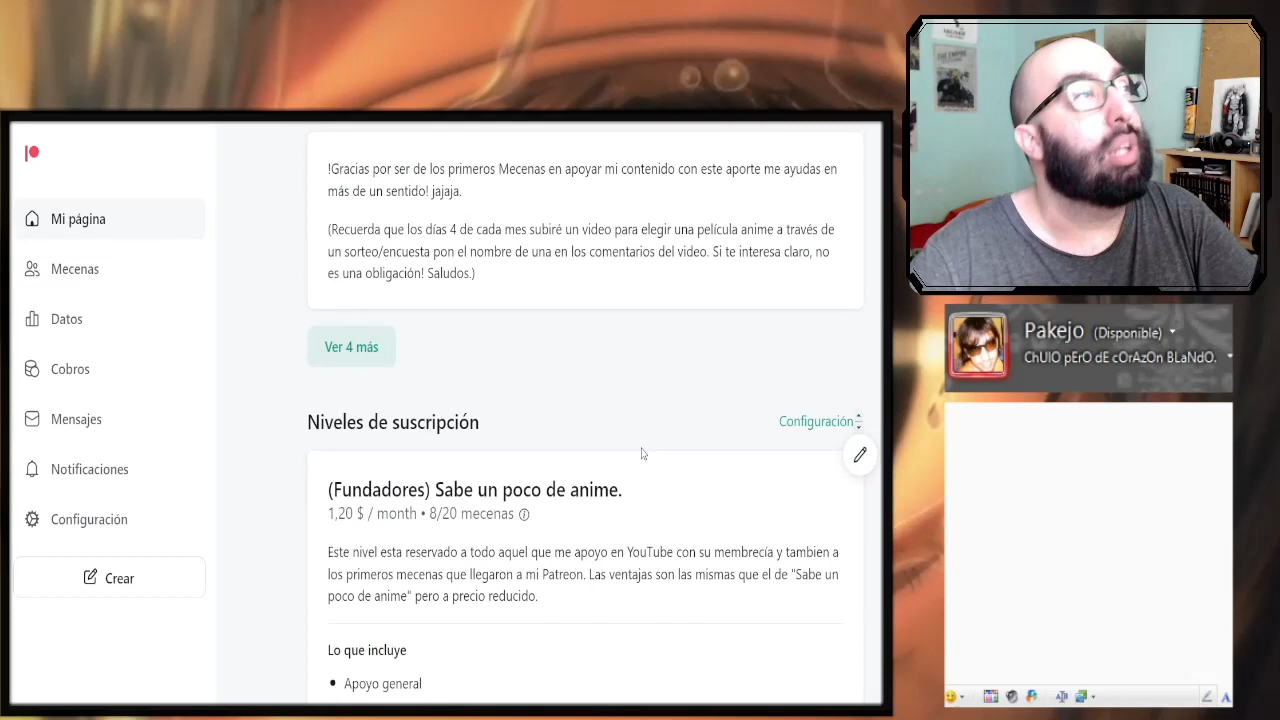 !Gracias por ser de los primeros Mecenas en apoyar mi contenido con este aporte me ayudas en
más de un sentido! jajaja.
(Recuerda que los días 4 de cada mes subiré un video para elegir una película anime a través de
un sorteo/encuesta pon el nombre de una en los comentarios del video. Si te interesa claro, no
es una obligación! Saludos.)
Ver 4 más
Mi página
Mecenas
Datos
Cobros
Mensajes
Notificaciones
Configuración
Crear
Niveles de suscripción
Configuración
(Fundadores) Sabe un poco de anime.
1,20 $ / month • 8/20 mecenas
Este nivel esta reservado a todo aquel que me apoyo en YouTube con su membrecía y tambien a
los primeros mecenas que llegaron a mi Patreon. Las ventajas son las mismas que el de "Sabe un
poco de anime" pero a precio reducido.
Lo que incluye
• Apoyo general
Pakejo (Disponible)
ChUlO pErO dE cOrAzOn BLaNdO.